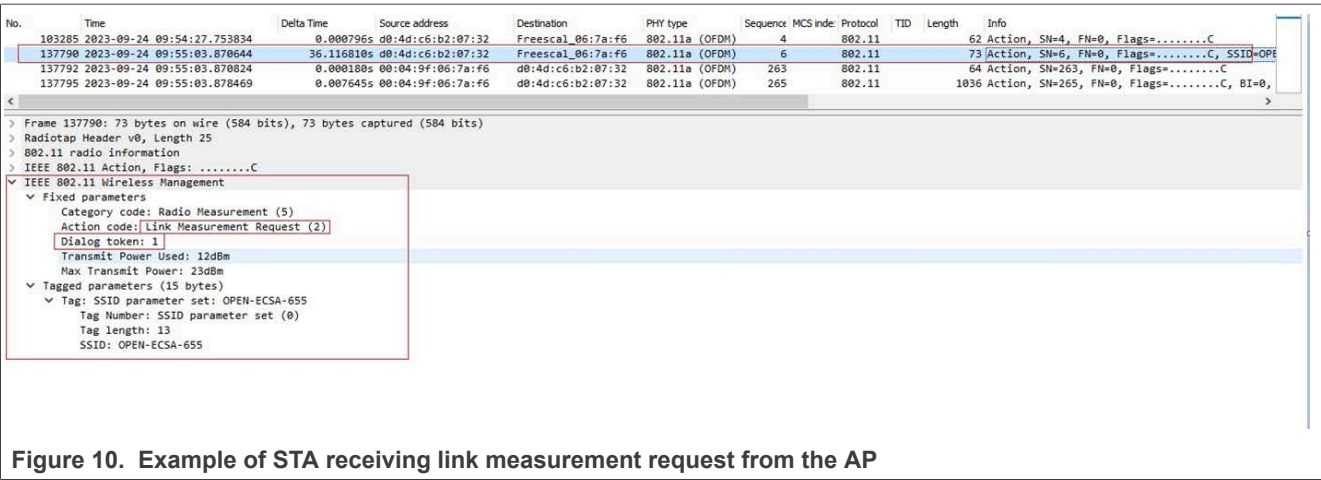 No. Time Delta Time Source address Destination PHY type Sequence MCS inde: Protocol TID Length Info
103285 2023-09-24 09:54:27.753834 0.000796s d0:4d:c6:b2:07:32 Freescal_06:7a:f6 802.11a (OFDM) 4 802.11 62 Action, SN=4, FN=0, Flags=........C
137790 2023-09-24 09:55:03.870644 36.116810s d0:4d:c6:b2:07:32 Freescal_06:7a:f6 802.11a (OFDM) 6 802.11 73 Action, SN=6, FN=0, Flags=........C, SSID=OPE
137792 2023-09-24 09:55:03.870824 0.000180s 00:04:9f:06:7a:f6 d0:4d:c6:b2:07:32 802.11a (OFDM) 263 802.11 64 Action, SN=263, FN=0, Flags=........C
137795 2023-09-24 09:55:03.878469 0.007645s 00:04:9f:06:7a:f6 d0:4d:c6:b2:07:32 802.11a (OFDM) 265 802.11 1036 Action, SN=265, FN=0, Flags=........C, BI=0,
Frame 137790: 73 bytes on wire (584 bits), 73 bytes captured (584 bits)
Radiotap Header v0, Length 25
802.11 radio information
IEEE 802.11 Action, Flags: ........C
IEEE 802.11 Wireless Management
Fixed parameters
Category code: Radio Measurement (5)
Action code: Link Measurement Request (2)
Dialog token: 1
Transmit Power Used: 12dBm
Max Transmit Power: 23dBm
Tagged parameters (15 bytes)
Tag: SSID parameter set: OPEN-ECSA-655
Tag Number: SSID parameter set (0)
Tag length: 13
SSID: OPEN-ECSA-655
Figure 10. Example of STA receiving link measurement request from the AP